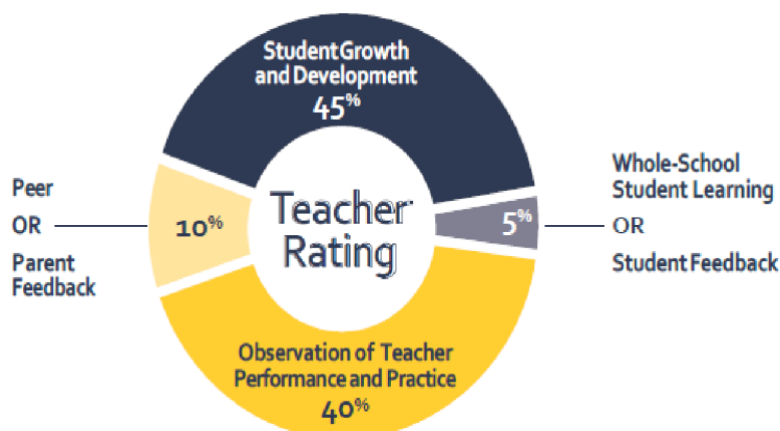 Student Growth
and Development
45%
Peer
OR
Parent
Feedback
10%
Teacher
Rating
5%
Whole-School
Student Learning
OR
Student Feedback
Observation of Teacher
Performance and Practice
40%